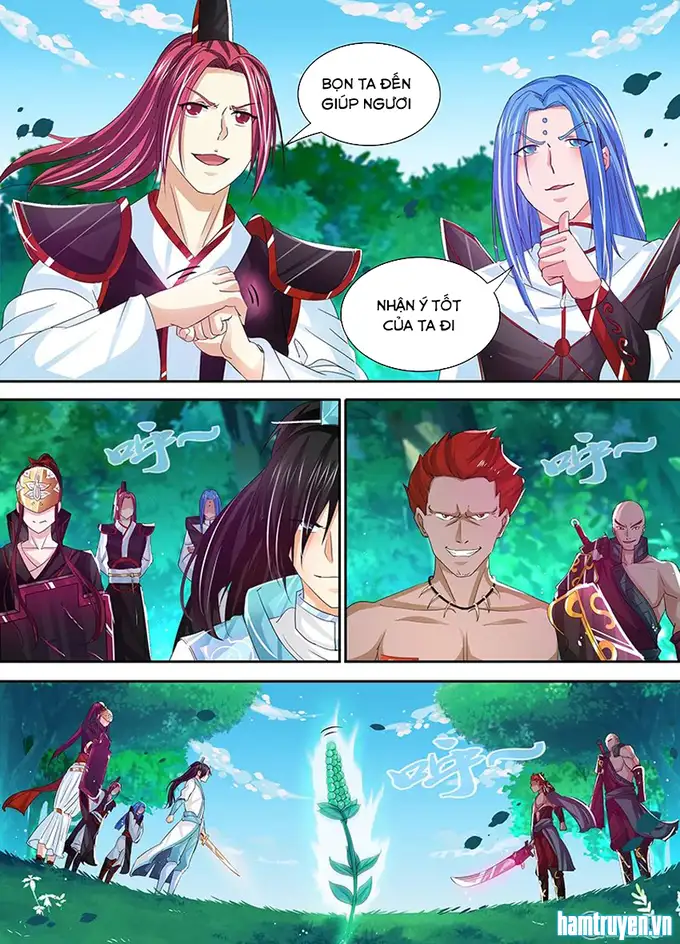 BỌN TA ĐẾN
GIÚP NGƯƠI
NHẬN Ý TỐT
CỦA TA ĐI
呼～
呼～
呼～
hamtruyen.vn